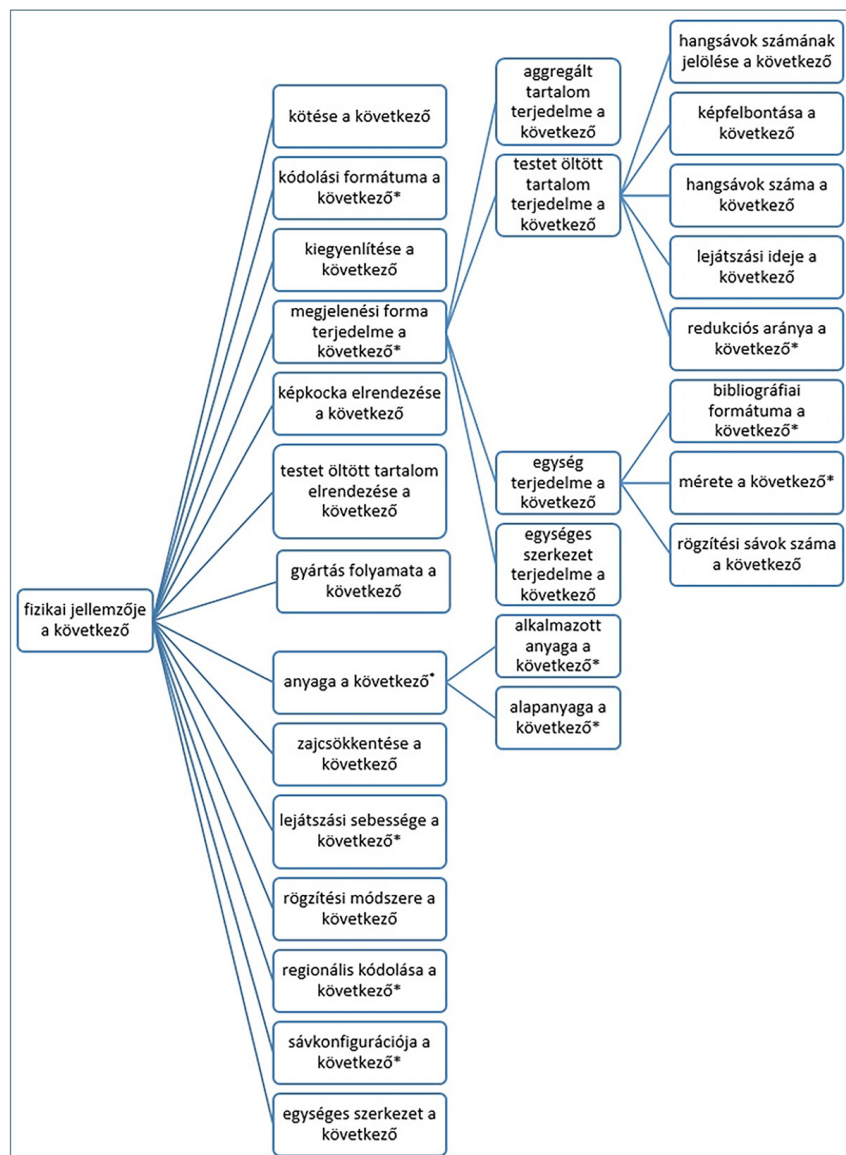 fizikai jellemzője
a következő
kötése a következő
kódolási formátuma a
következő*
kiegyenlítése a
következő
megjelenési forma
terjedelme a
következő*
képkocka elrendezése
a következő
testet öltött tartalom
elrendezése a
következő
gyártás folyamata a
következő
anyaga a következő*
zajcsökkentése a
következő
lejátszási sebessége a
következő*
rögzítési módszere a
következő
regionális kódolása a
következő*
sávkonfigurációja a
következő*
egységes szerkezet a
következő
aggregált
tartalom
terjedelme a
következő
testet öltött
tartalom
terjedelme a
következő
egység
terjedelme a
következő
egységes
szerkezet
terjedelme a
következő
alkalmazott
anyaga a
következő*
alapanyaga a
következő*
hangsávok számának
jelölése a következő
képfelbontása a
következő
hangsávok száma a
következő
lejátszási ideje a
következő
redukciós aránya a
következő*
bibliográfiai
formátuma a
következő*
mérete a következő*
rögzítési sávok száma
a következő